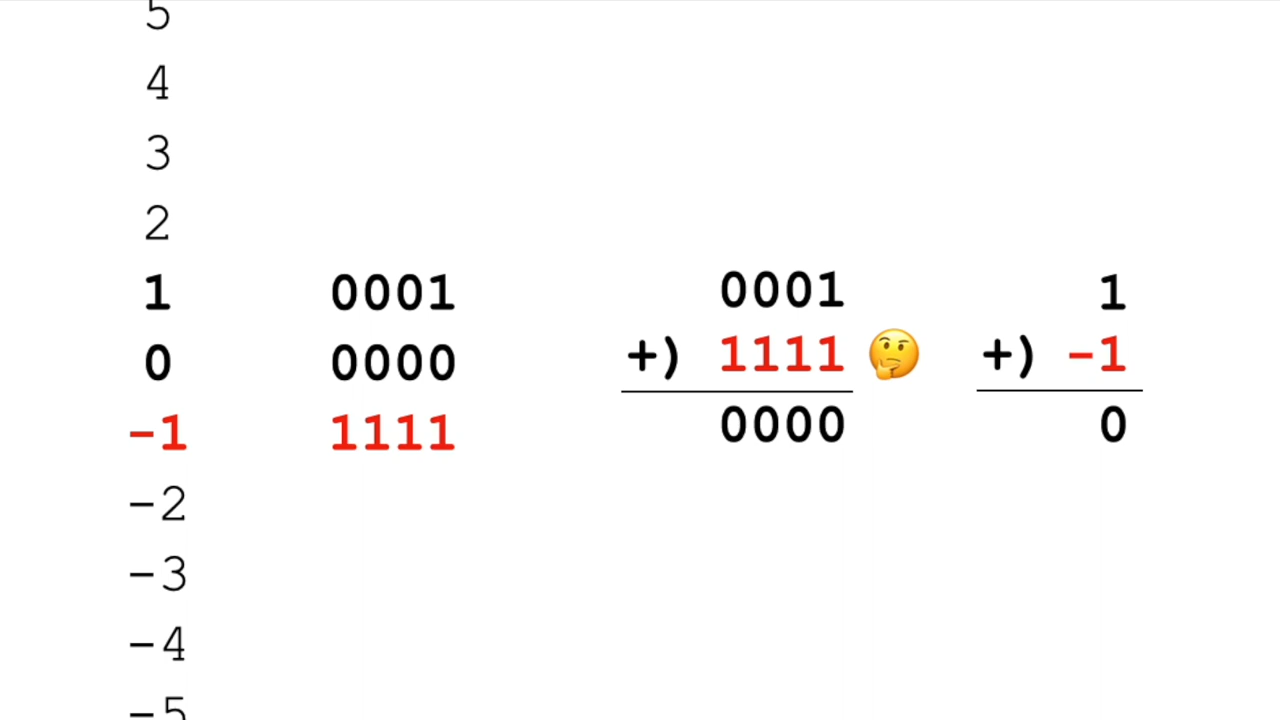 5
4
3
2
1 0001 0001 1
0 0000 +) 1111 🤔 +) -1
-1 1111 0000 0
-2
-3
-4
-5